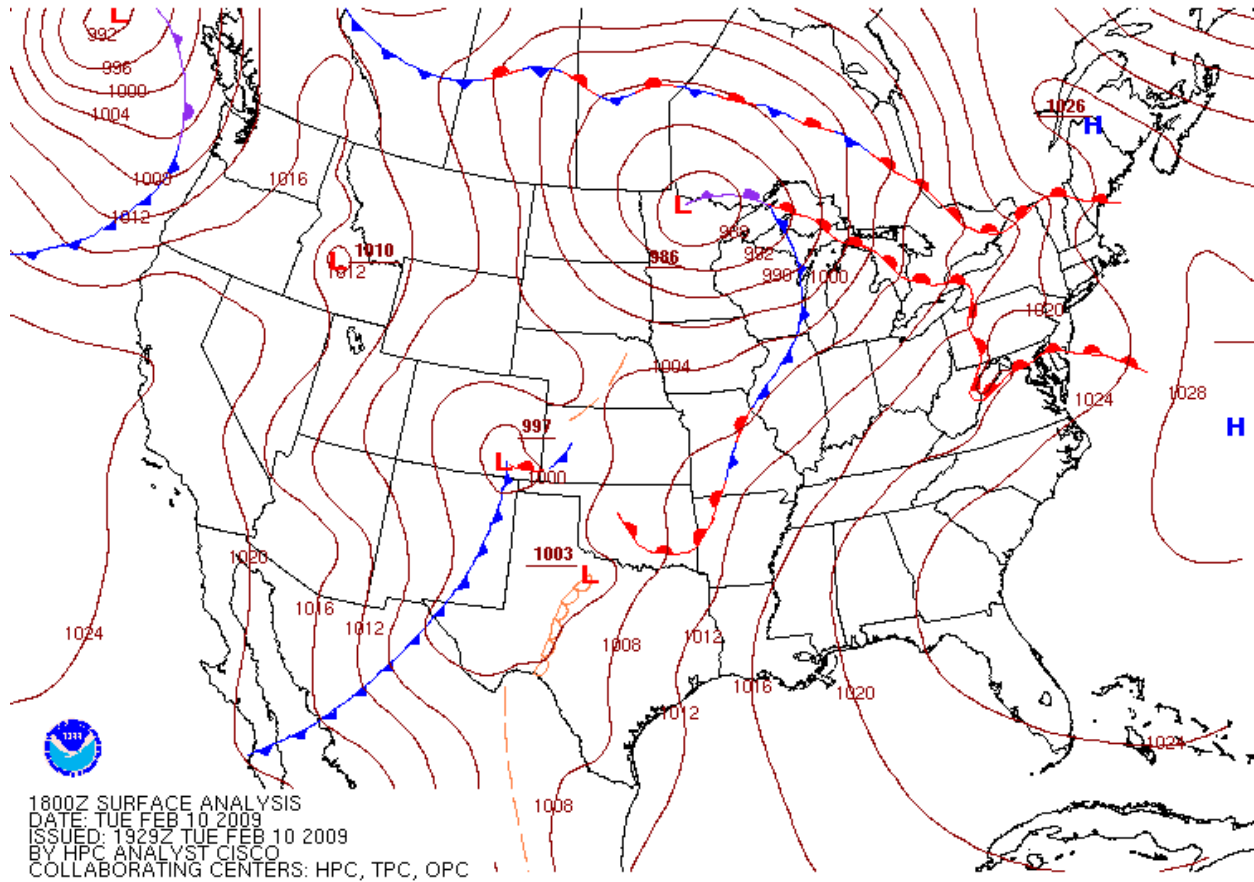 L
992
996
1000
1004
1008
1012
1016
L
1010
1012
L
986
988
992
996
1000
1026
H
1020
1024
1028
H
1004
997
L
1000
1003
L
1020
1016
1012
1024
1008
1012
1016
1012
1020
1024
1008
1800Z SURFACE ANALYSIS
DATE: TUE FEB 10 2009
ISSUED: 1929Z TUE FEB 10 2009
BY HPC ANALYST CISCO
COLLABORATING CENTERS: HPC, TPC, OPC